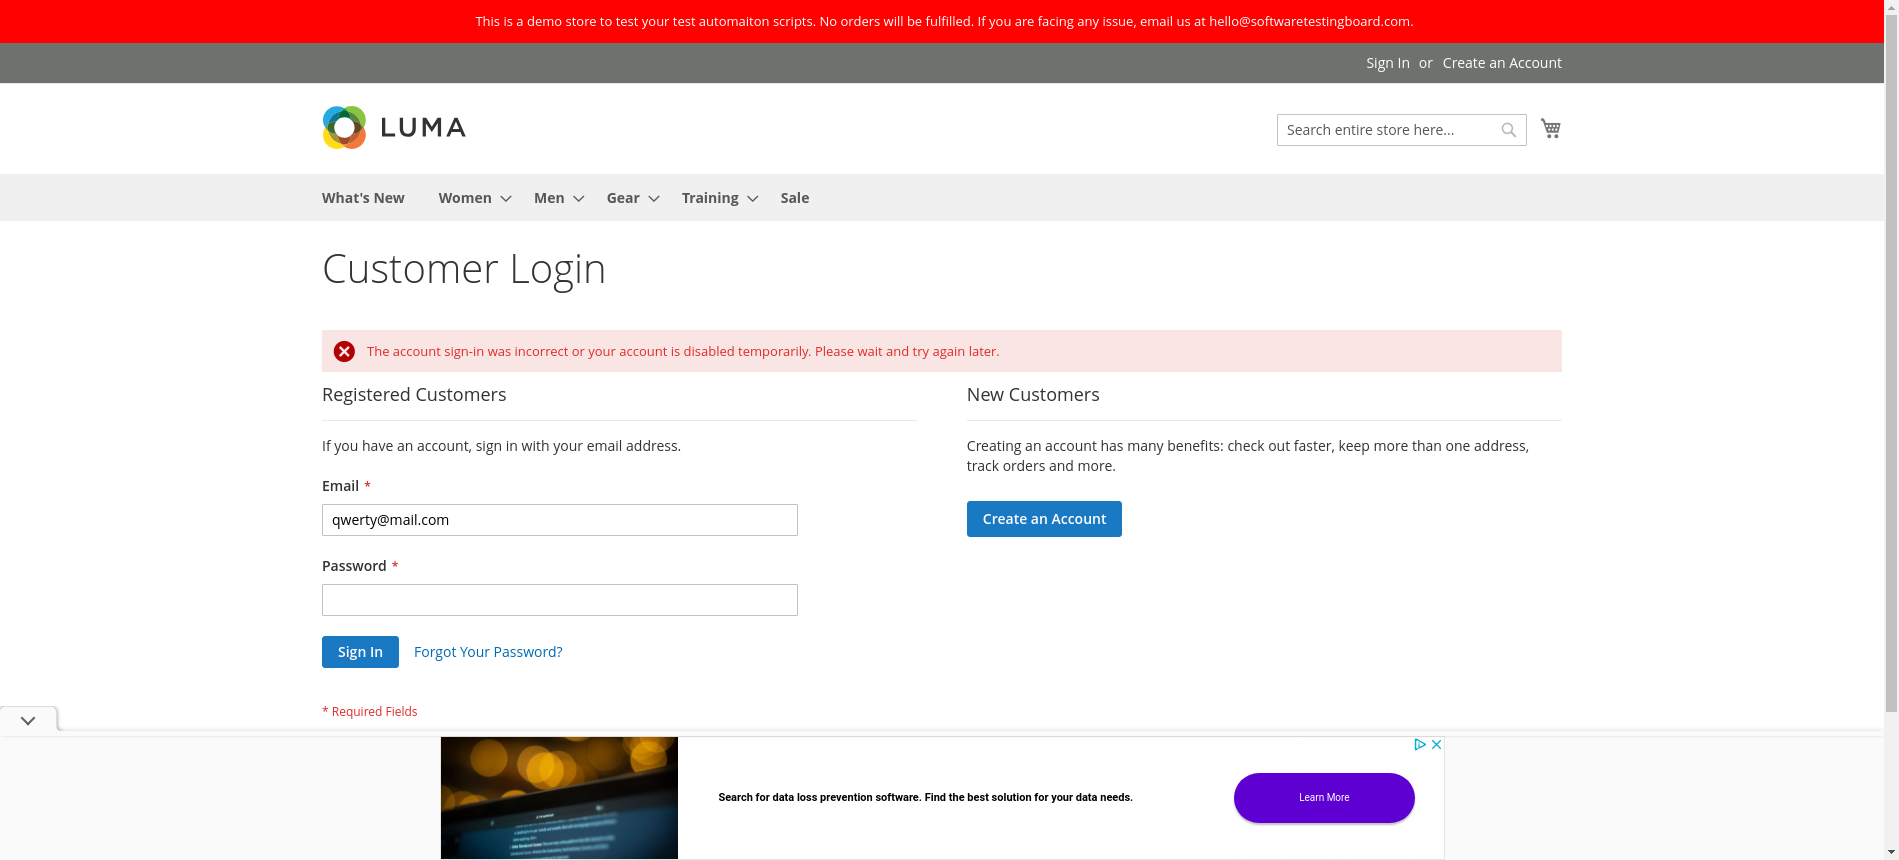 This is a demo store to test your test automaiton scripts. No orders will be fulfilled. If you are facing any issue, email us at hello@softwaretestingboard.com.
Sign In or Create an Account
LUMA
Search entire store here...
What's New Women Men Gear Training Sale
Customer Login
The account sign-in was incorrect or your account is disabled temporarily. Please wait and try again later.
Registered Customers
If you have an account, sign in with your email address.
Email *
qwerty@mail.com
Password *
Sign In Forgot Your Password?
* Required Fields
New Customers
Creating an account has many benefits: check out faster, keep more than one address,
track orders and more.
Create an Account
Search for data loss prevention software. Find the best solution for your data needs.
Learn More